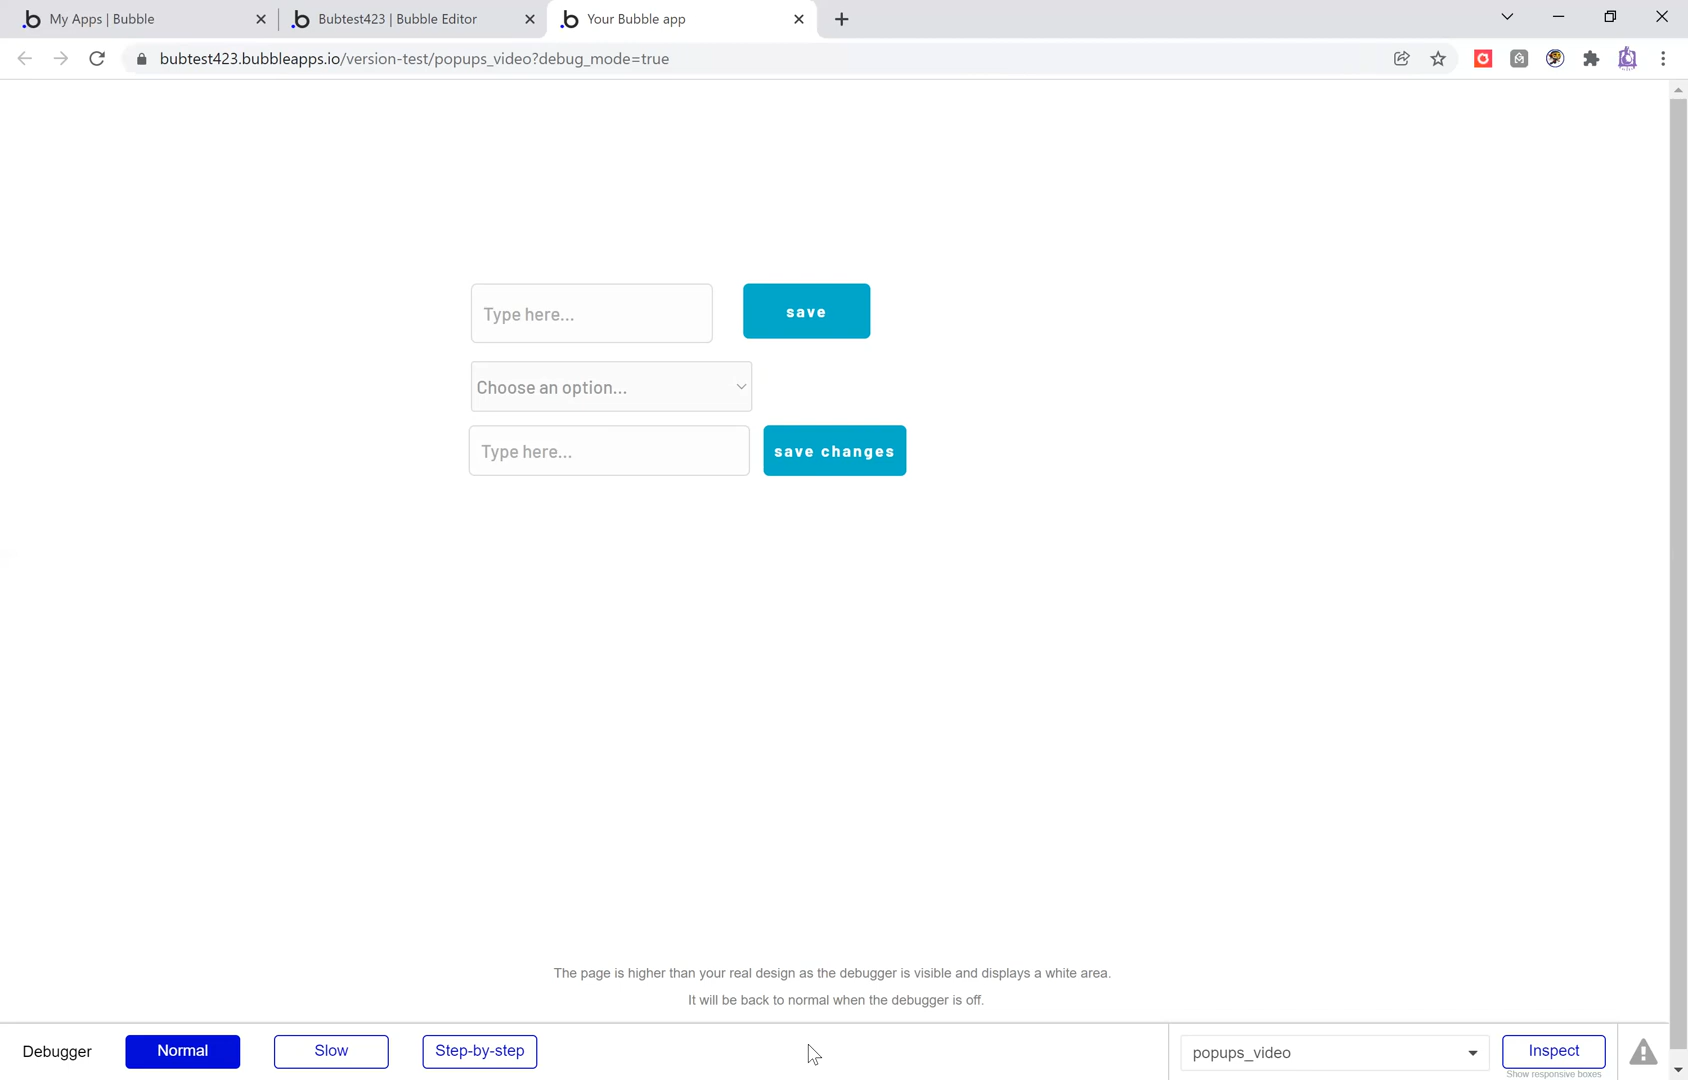 My Apps | Bubble
Bubtest423 | Bubble Editor
Your Bubble app
bubtest423.bubbleapps.io/version-test/popups_video?debug_mode=true
Type here...
save
Choose an option...
Type here...
save changes
The page is higher than your real design as the debugger is visible and displays a white area.
It will be back to normal when the debugger is off.
Debugger
Normal
Slow
Step-by-step
popups_video
Inspect
Show responsive boxes